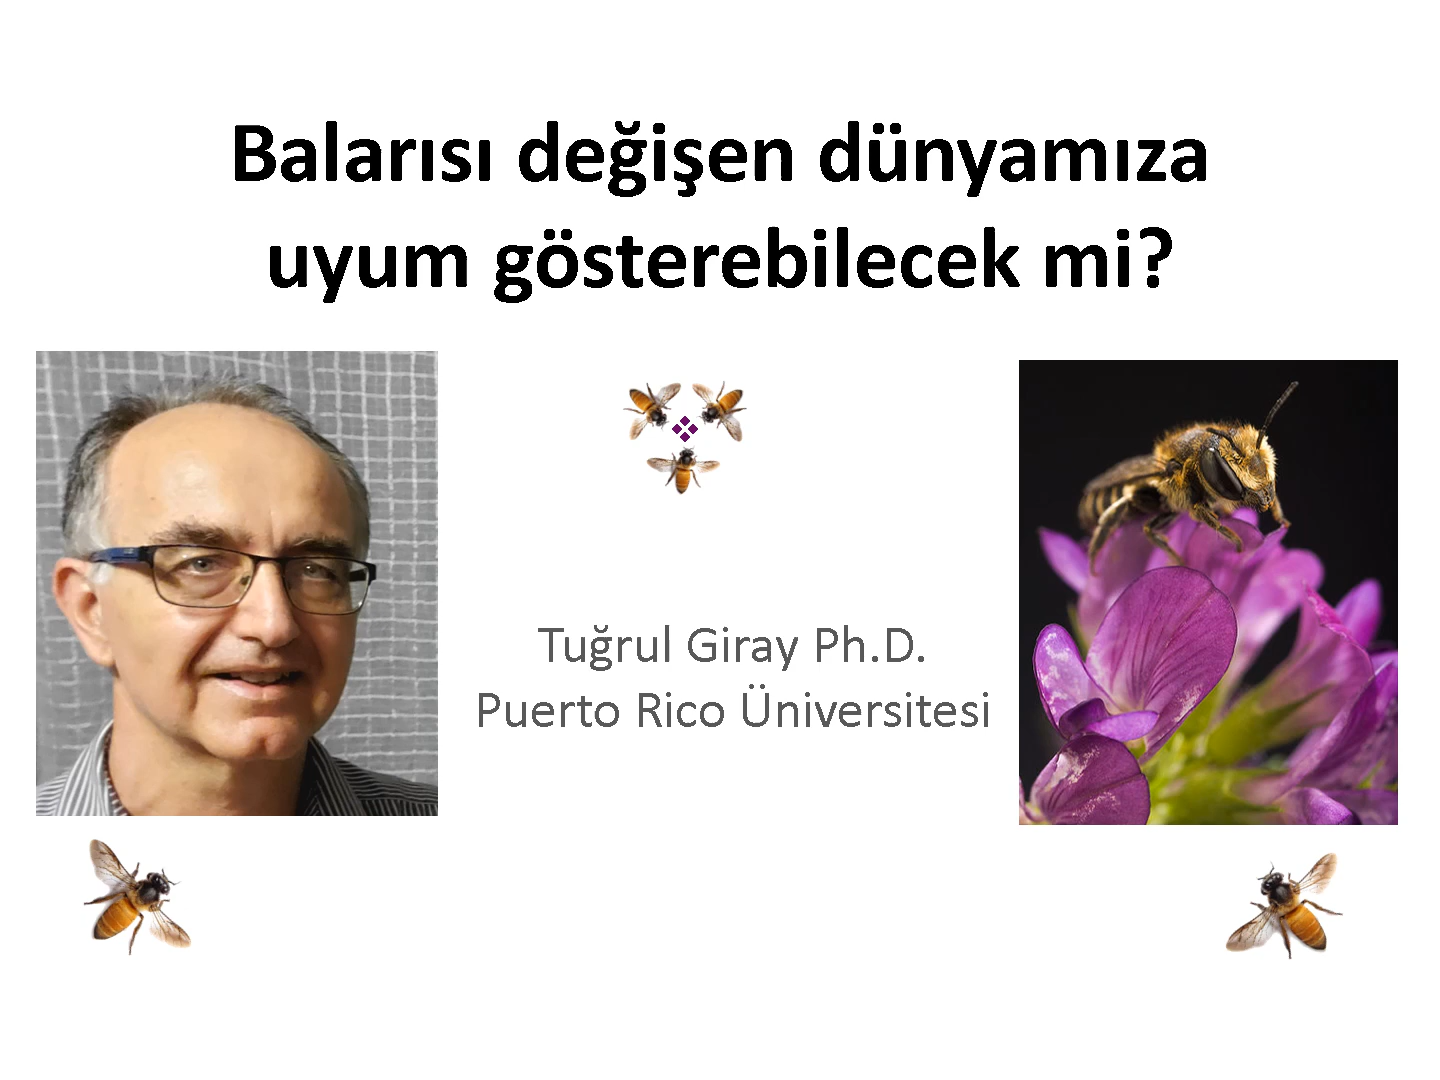 Balarısı değişen dünyamıza
uyum gösterebilecek mi?
Tuğrul Giray Ph.D.
Puerto Rico Üniversitesi